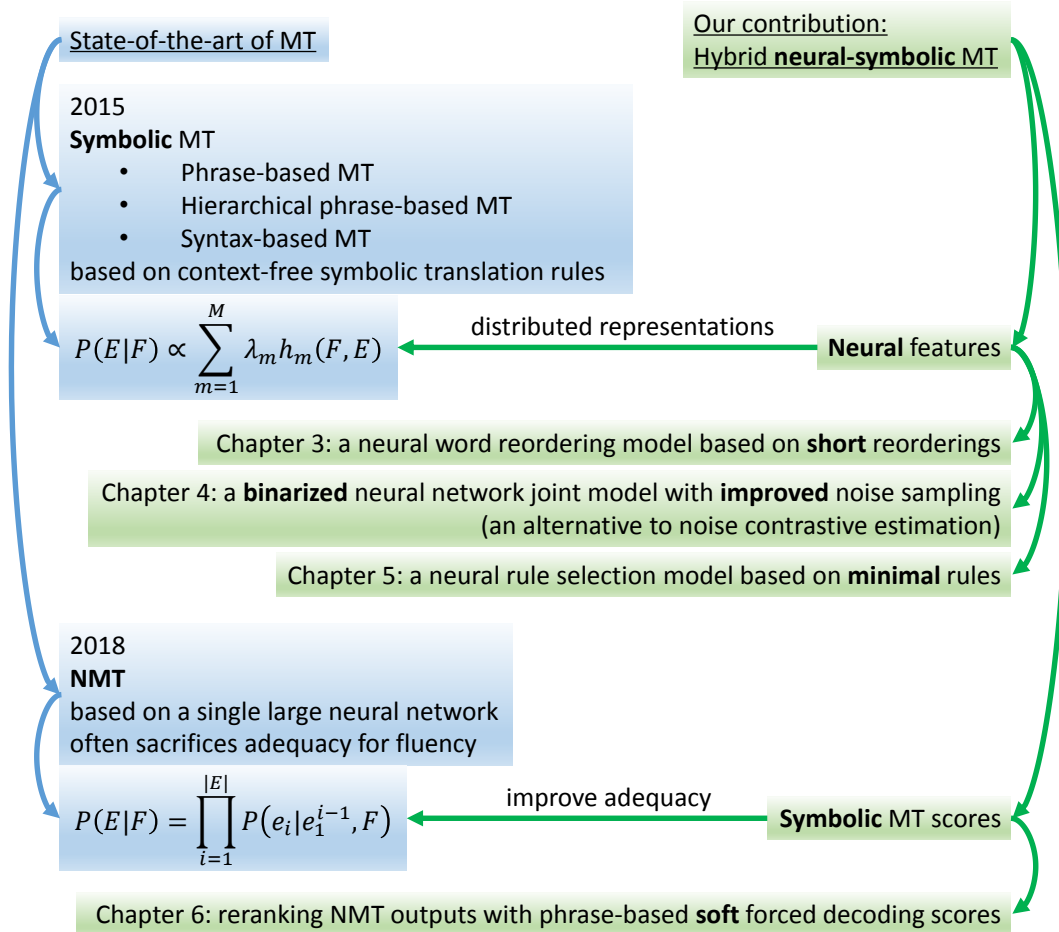 State-of-the-art of MT
Our contribution:
Hybrid neural-symbolic MT
2015
Symbolic MT
• Phrase-based MT
• Hierarchical phrase-based MT
• Syntax-based MT
based on context-free symbolic translation rules
P(E|F) ∝ ∑_{m=1}^{M} λ_m h_m(F, E)
distributed representations
Neural features
Chapter 3: a neural word reordering model based on short reorderings
Chapter 4: a binarized neural network joint model with improved noise sampling
(an alternative to noise contrastive estimation)
Chapter 5: a neural rule selection model based on minimal rules
2018
NMT
based on a single large neural network
often sacrifices adequacy for fluency
P(E|F) = ∏_{i=1}^{|E|} P(e_i|e_1^{i−1}, F)
improve adequacy
Symbolic MT scores
Chapter 6: reranking NMT outputs with phrase-based soft forced decoding scores